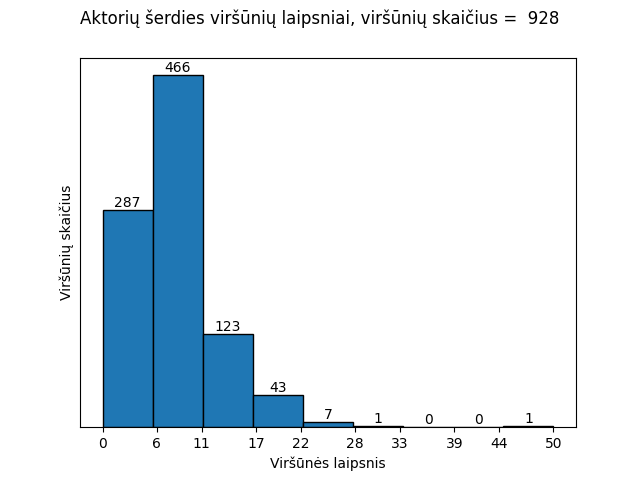 Aktorių šerdies viršūnių laipsniai, viršūnių skaičius =  928
Viršūnių skaičius
287
466
123
43
7
1
0
0
1
0 6 11 17 22 28 33 39 44 50
Viršūnės laipsnis